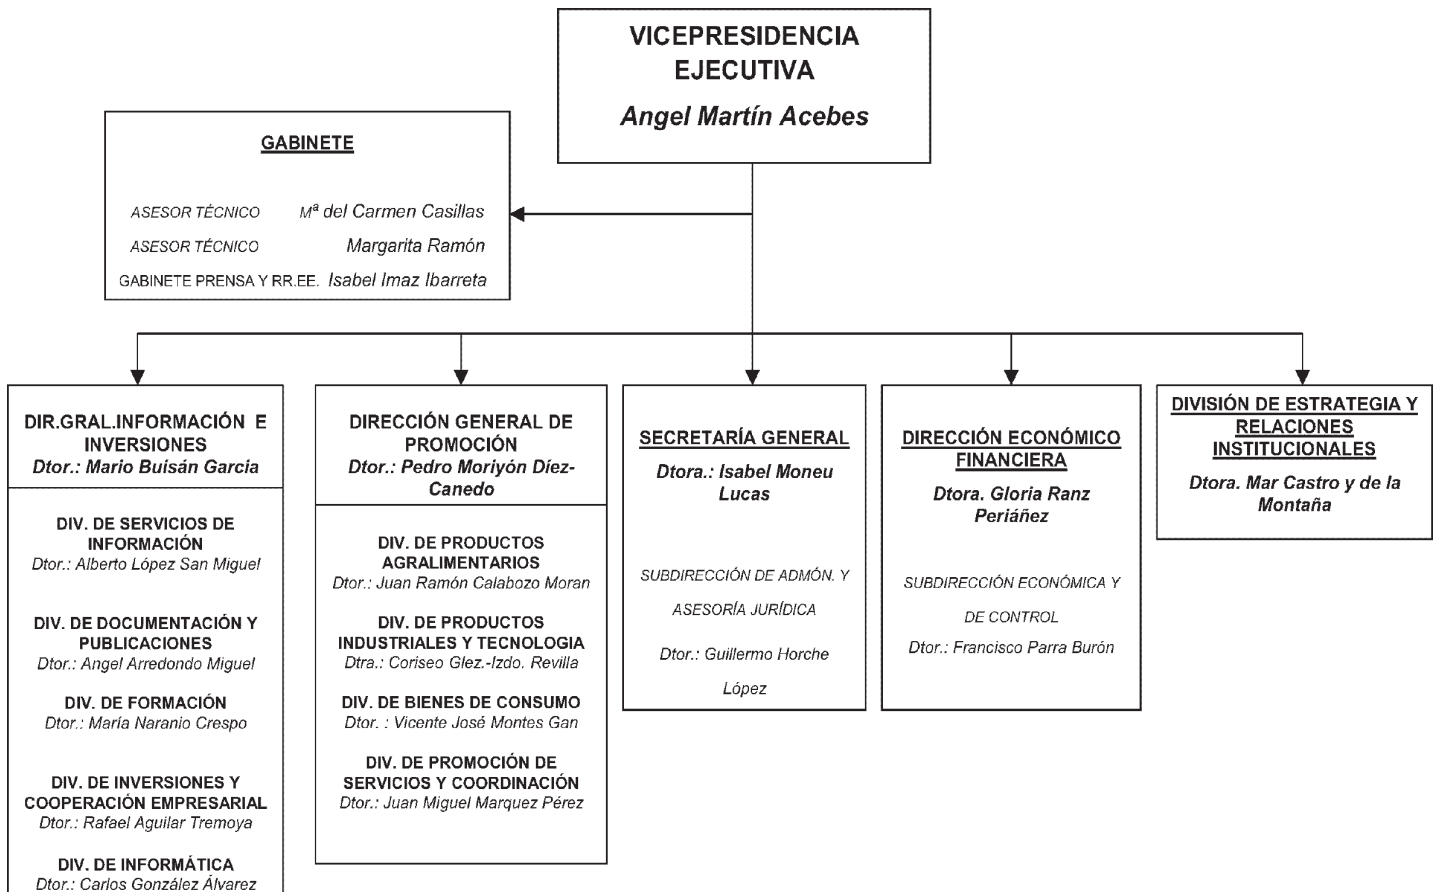 VICEPRESIDENCIA
EJECUTIVA
Angel Martín Acebes
GABINETE
ASESOR TÉCNICO Mª del Carmen Casillas
ASESOR TÉCNICO Margarita Ramón
GABINETE PRENSA Y RR.EE. Isabel Imaz Ibarreta
DIR.GRAL.INFORMACIÓN E
INVERSIONES
Dtor.: Mario Buisán Garcia
DIV. DE SERVICIOS DE
INFORMACIÓN
Dtor.: Alberto López San Miguel
DIV. DE DOCUMENTACIÓN Y
PUBLICACIONES
Dtor.: Angel Arredondo Miguel
DIV. DE FORMACIÓN
Dtor.: María Naranio Crespo
DIV. DE INVERSIONES Y
COOPERACIÓN EMPRESARIAL
Dtor.: Rafael Aguilar Tremoya
DIV. DE INFORMÁTICA
Dtor.: Carlos González Álvarez
DIRECCIÓN GENERAL DE
PROMOCIÓN
Dtor.: Pedro Moriyón Díez-
Canedo
DIV. DE PRODUCTOS
AGRALIMENTARIOS
Dtor.: Juan Ramón Calabozo Moran
DIV. DE PRODUCTOS
INDUSTRIALES Y TECNOLOGIA
Dtra.: Coriseo Glez.-Izdo. Revilla
DIV. DE BIENES DE CONSUMO
Dtor. : Vicente José Montes Gan
DIV. DE PROMOCIÓN DE
SERVICIOS Y COORDINACIÓN
Dtor.: Juan Miguel Marquez Pérez
SECRETARÍA GENERAL
Dtora.: Isabel Moneu
Lucas
SUBDIRECCIÓN DE ADMÓN. Y
ASESORÍA JURÍDICA
Dtor.: Guillermo Horche
López
DIRECCIÓN ECONÓMICO
FINANCIERA
Dtora. Gloria Ranz
Periáñez
SUBDIRECCIÓN ECONÓMICA Y
DE CONTROL
Dtor.: Francisco Parra Burón
DIVISIÓN DE ESTRATEGIA Y
RELACIONES
INSTITUCIONALES
Dtora. Mar Castro y de la
Montaña